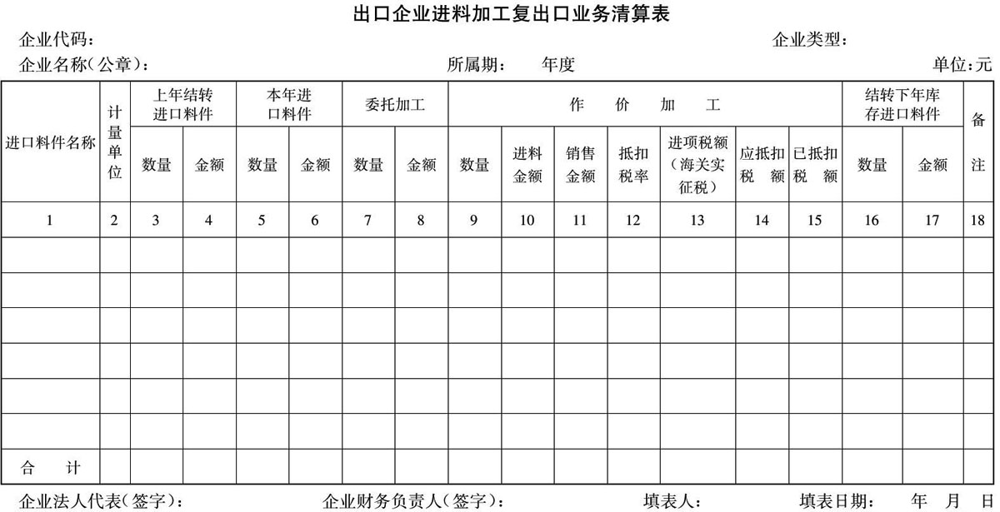 出口企业进料加工复出口业务清算表
企业代码： 企业类型：
企业名称（公章）： 所属期： 年度 单位：元
进口料件名称 计量单位 上年结转进口料件 本年进口料件 委托加工 作价加工 结转下年库存进口料件 备注
数量 金额 数量 金额 数量 金额 数量 进料金额 销售金额 抵扣税率 进项税额（海关实征税） 应抵扣税额 已抵扣税额 数量 金额
1 2 3 4 5 6 7 8 9 10 11 12 13 14 15 16 17 18
合计
企业法人代表（签字）： 企业财务负责人（签字）： 填表人： 填表日期： 年 月 日